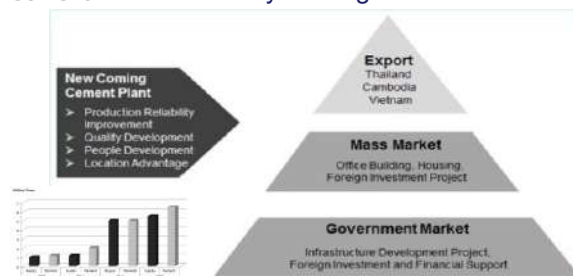 New Coming
Cement Plant
➤ Production Reliability
Improvement
➤ Quality Development
➤ People Development
➤ Location Advantage
Export
Thailand
Cambodia
Vietnam
Mass Market
Office Building, Housing,
Foreign Investment Project
Government Market
Infrastructure Development Project,
Foreign Investment and Financial Support